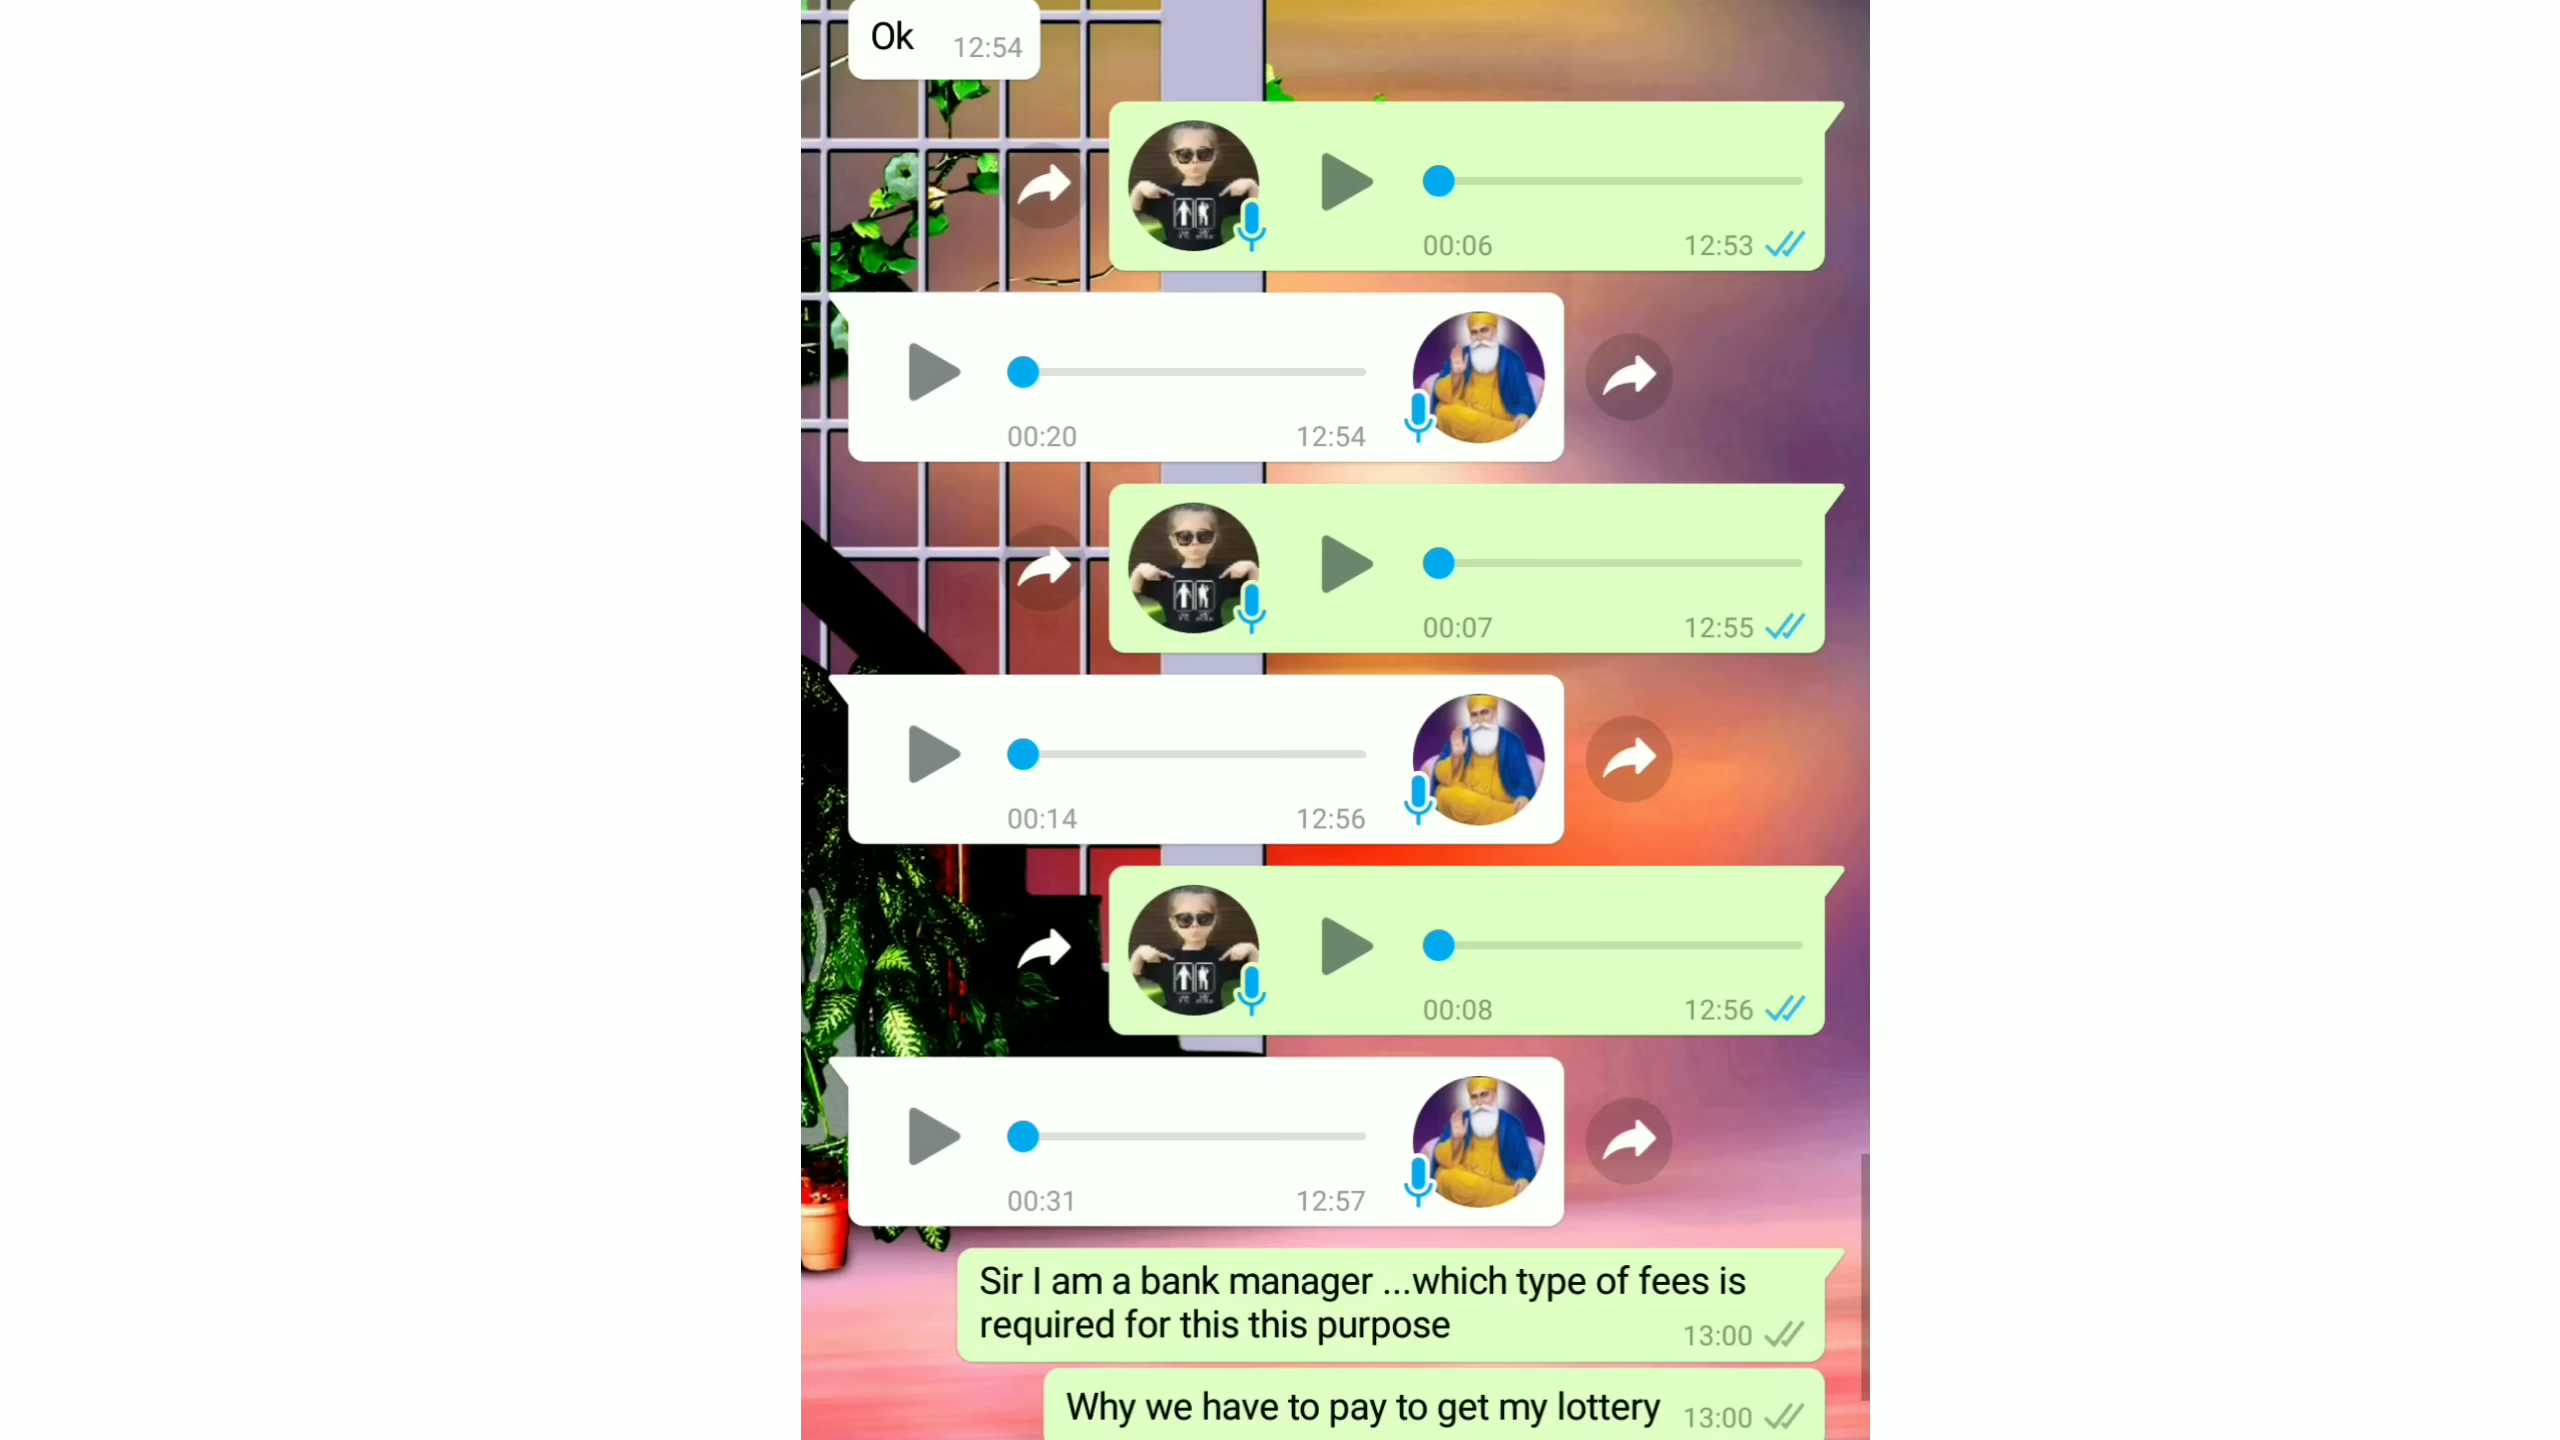 Ok 12:54
00:06 12:53
00:20 12:54
00:07 12:55
00:14 12:56
00:08 12:56
00:31 12:57
Sir I am a bank manager ...which type of fees is
required for this this purpose 13:00
Why we have to pay to get my lottery 13:00